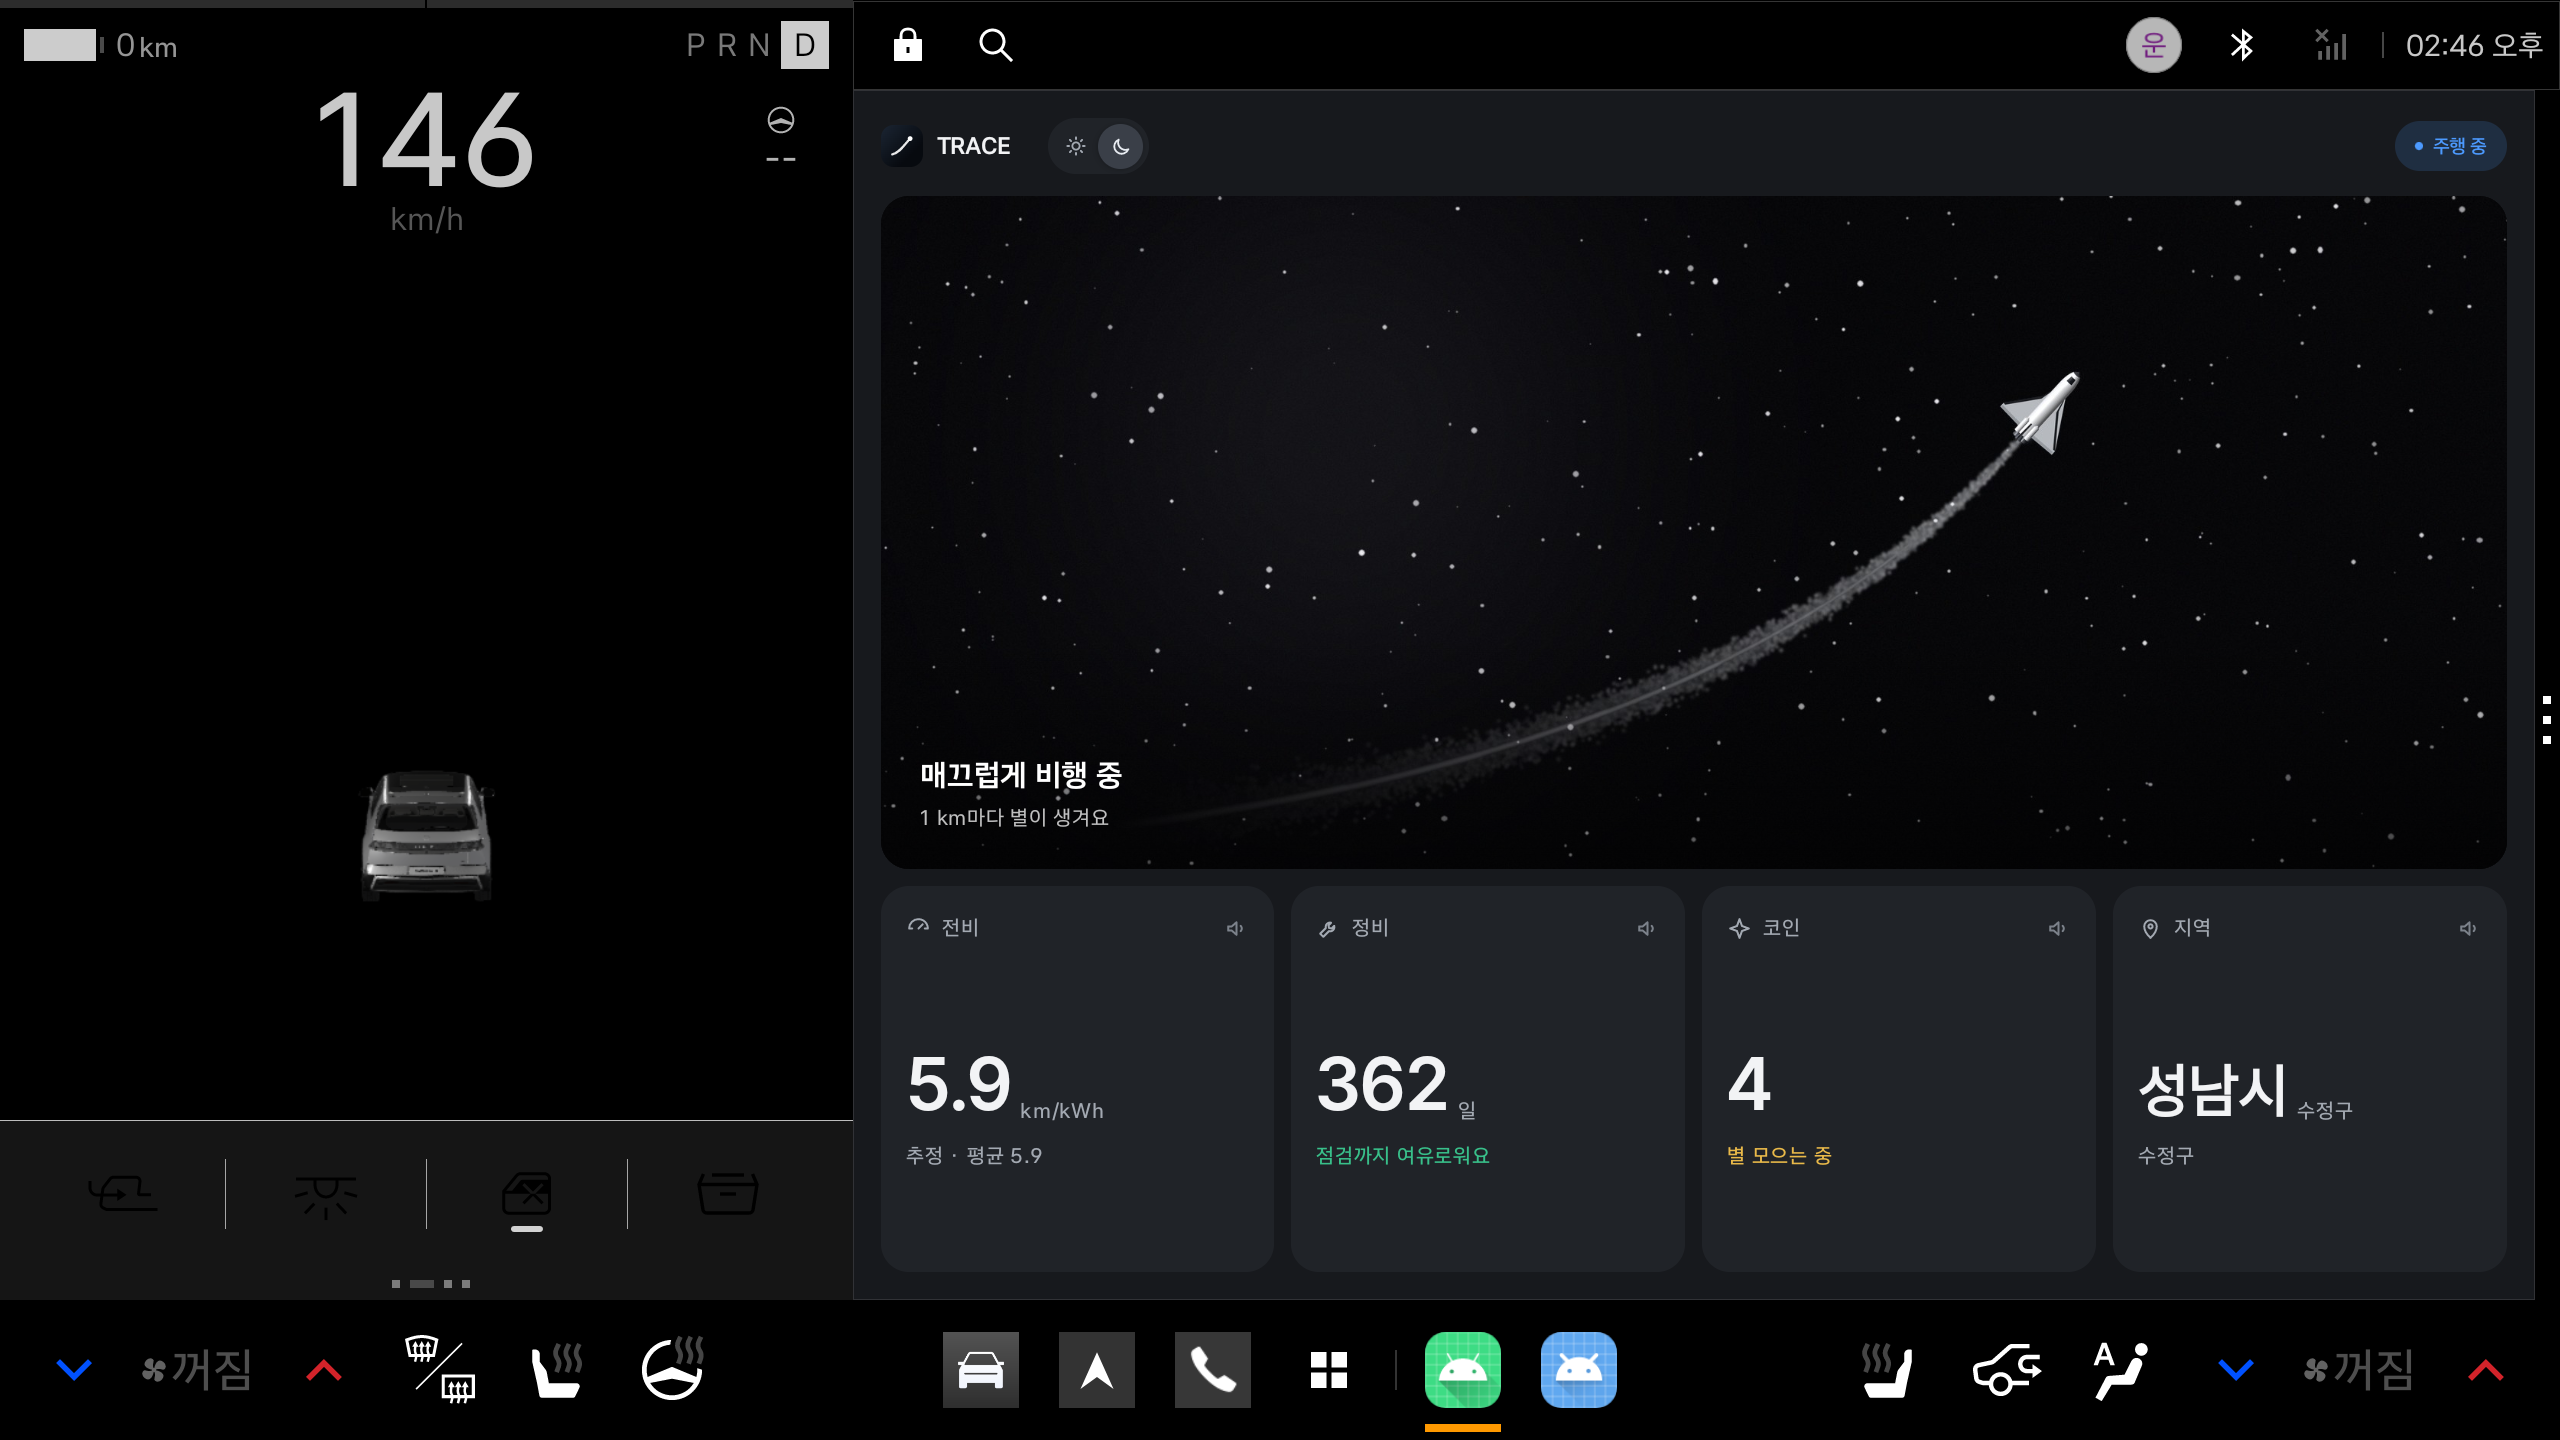 0 km
P R N D
146
km/h
--
운
02:46 오후
TRACE
주행 중
매끄럽게 비행 중
1 km마다 별이 생겨요
전비
5.9 km/kWh
추정 · 평균 5.9
정비
362 일
점검까지 여유로워요
코인
4
별 모으는 중
지역
성남시 수정구
수정구
꺼짐
A
꺼짐